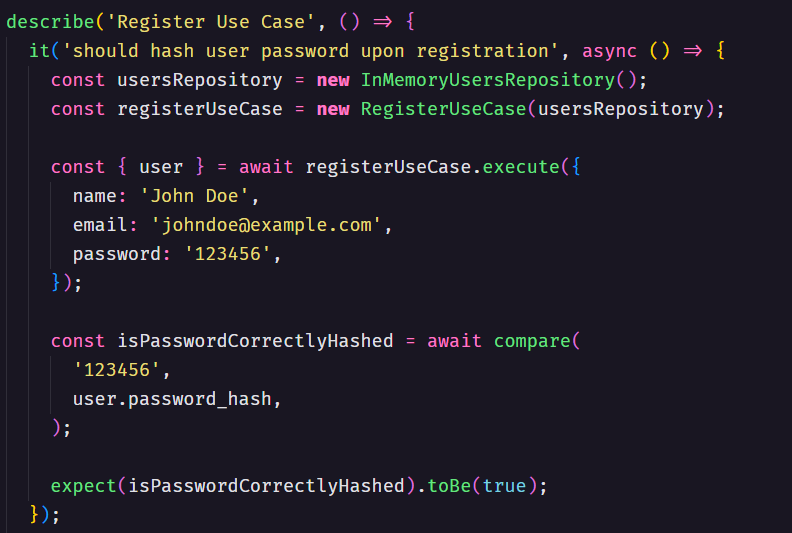 describe('Register Use Case', () => {
  it('should hash user password upon registration', async () => {
    const usersRepository = new InMemoryUsersRepository();
    const registerUseCase = new RegisterUseCase(usersRepository);

    const { user } = await registerUseCase.execute({
      name: 'John Doe',
      email: 'johndoe@example.com',
      password: '123456',
    });

    const isPasswordCorrectlyHashed = await compare(
      '123456',
      user.password_hash,
    );

    expect(isPasswordCorrectlyHashed).toBe(true);
  });